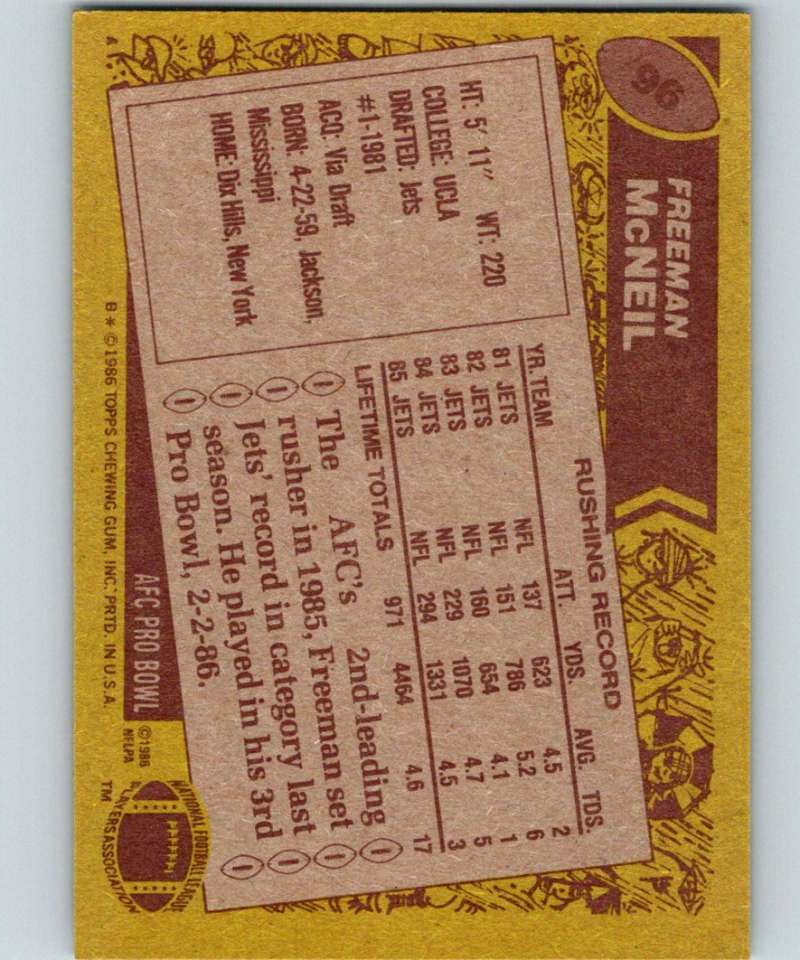 96
FREEMAN
McNEIL
HT: 5' 11" WT: 220
COLLEGE: UCLA
DRAFTED: Jets
#1-1981
ACQ: Via Draft
BORN: 4-22-59, Jackson,
Mississippi
HOME: Dix Hills, New York
RUSHING RECORD
YR. TEAM ATT. YDS. AVG. TDS.
81 JETS NFL 137 623 4.5 2
82 JETS NFL 151 786 5.2 6
83 JETS NFL 160 654 4.1 1
84 JETS NFL 229 1070 4.7 5
85 JETS NFL 294 1331 4.5 3
LIFETIME TOTALS 971 4464 4.6 17
The AFC's 2nd-leading
rusher in 1985, Freeman set
Jets' record in category last
season. He played in his 3rd
Pro Bowl, 2-2-86.
AFC PRO BOWL
B * ©1986 TOPPS CHEWING GUM, INC. PRTD. IN U.S.A.
©1986
NFLPA
NATIONAL FOOTBALL LEAGUE
PLAYERS ASSOCIATION
TM